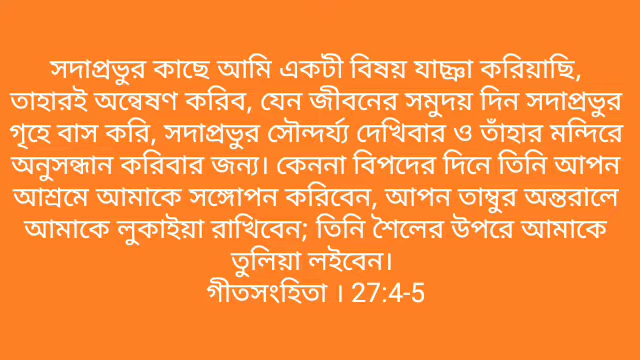 সদাপ্রভুর কাছে আমি একটী বিষয় যাচ্ঞা করিয়াছি,
তাহারই অন্বেষণ করিব, যেন জীবনের সমুদয় দিন সদাপ্রভুর
গৃহে বাস করি, সদাপ্রভুর সৌন্দর্য্য দেখিবার ও তাঁহার মন্দিরে
অনুসন্ধান করিবার জন্য। কেননা বিপদের দিনে তিনি আপন
আশ্রমে আমাকে সঙ্গোপন করিবেন, আপন তাম্বুর অন্তরালে
আমাকে লুকাইয়া রাখিবেন; তিনি শৈলের উপরে আমাকে
তুলিয়া লইবেন।
গীতসংহিতা । 27:4-5